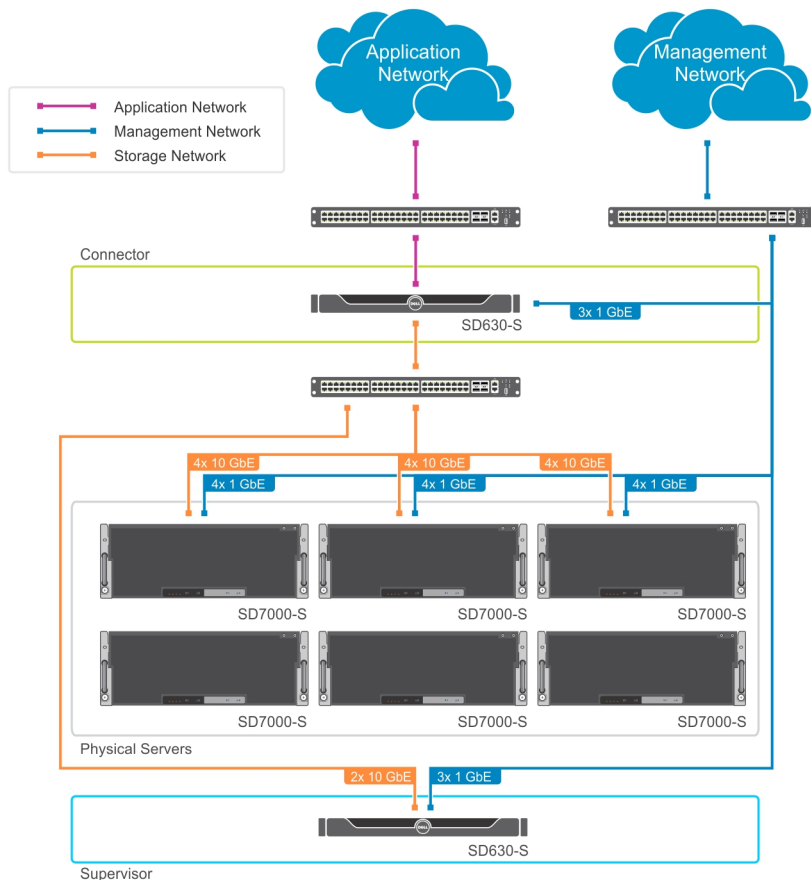 Application
Network
Management
Network
Application Network
Management Network
Storage Network
Connector
DELL
SD630-S
3x 1 GbE
4x 10 GbE
4x 10 GbE
4x 10 GbE
4x 1 GbE
4x 1 GbE
4x 1 GbE
SD7000-S
SD7000-S
SD7000-S
SD7000-S
SD7000-S
SD7000-S
Physical Servers
2x 10 GbE
3x 1 GbE
DELL
SD630-S
Supervisor